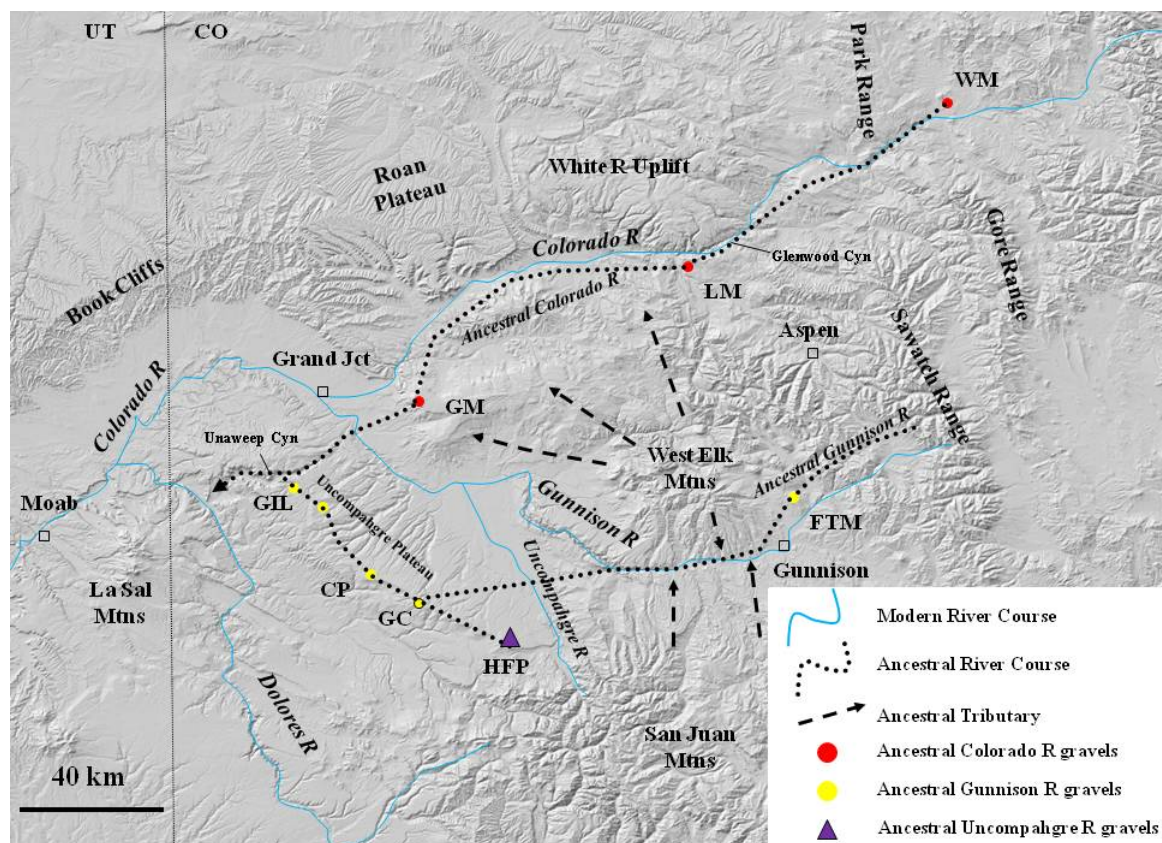 UT
CO
Park Range
WM
White R Uplift
Roan
Plateau
Colorado R
Glenwood Cyn
Gore Range
Book Cliffs
Ancestral Colorado R
LM
Sawatch Range
Aspen
Grand Jct
Colorado R
GM
Unaweep Cyn
West Elk
Mtns
Ancestral Gunnison R
Moab
GIL
Uncompahgre Plateau
Gunnison R
FTM
Gunnison
La Sal
Mtns
CP
GC
Uncompahgre R
HFP
Dolores R
San Juan
Mtns
40 km
Modern River Course
Ancestral River Course
Ancestral Tributary
Ancestral Colorado R gravels
Ancestral Gunnison R gravels
Ancestral Uncompahgre R gravels